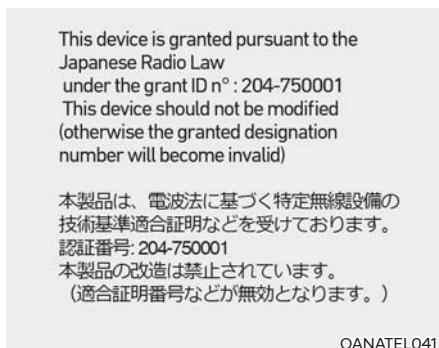 This device is granted pursuant to the
Japanese Radio Law
under the grant ID n° : 204-750001
This device should not be modified
(otherwise the granted designation
number will become invalid)
本製品は、電波法に基づく特定無線設備の
技術基準適合証明などを受けております。
認証番号: 204-750001
本製品の改造は禁止されています。
（適合証明番号などが無効となります。）
OANATEL041